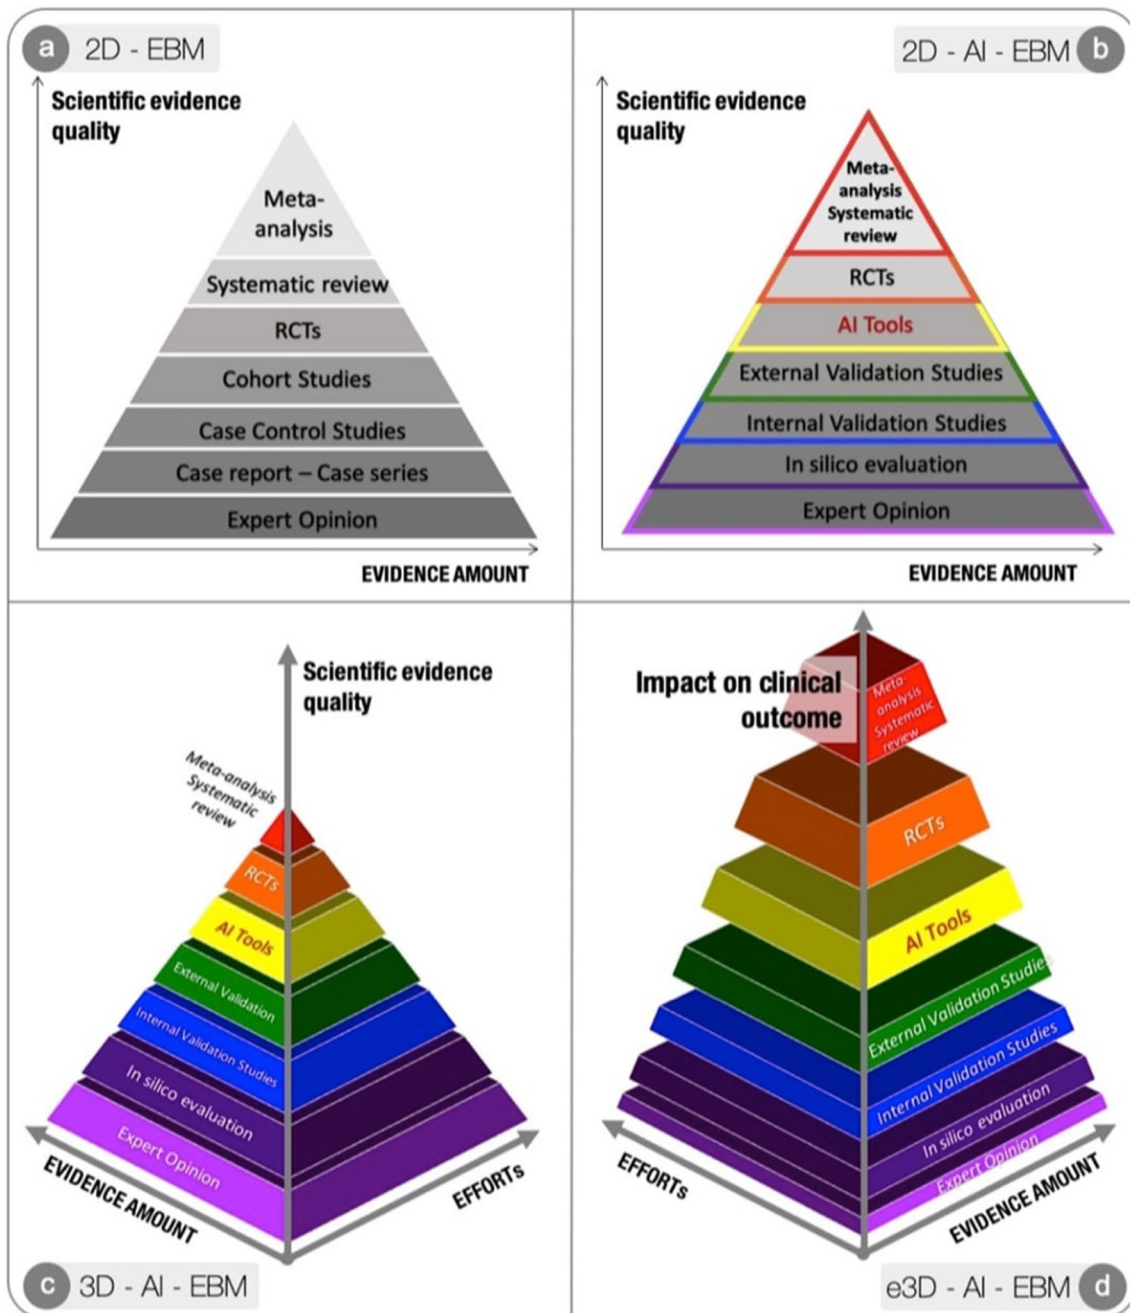 a 2D - EBM
Scientific evidence
quality
Meta-
analysis
Systematic review
RCTs
Cohort Studies
Case Control Studies
Case report – Case series
Expert Opinion
EVIDENCE AMOUNT
2D - AI - EBM b
Scientific evidence
quality
Meta-
analysis
Systematic
review
RCTs
AI Tools
External Validation Studies
Internal Validation Studies
In silico evaluation
Expert Opinion
EVIDENCE AMOUNT
Scientific evidence
quality
Meta-analysis
Systematic
review
RCTs
AI Tools
External Validation
Internal Validation Studies
In silico evaluation
Expert Opinion
EVIDENCE AMOUNT
EFFORTs
c 3D - AI - EBM
Impact on clinical
outcome
Meta-
analysis
Systematic
review
RCTs
AI Tools
External Validation Studies
Internal Validation Studies
In silico evaluation
Expert Opinion
EFFORTs
EVIDENCE AMOUNT
e3D - AI - EBM d